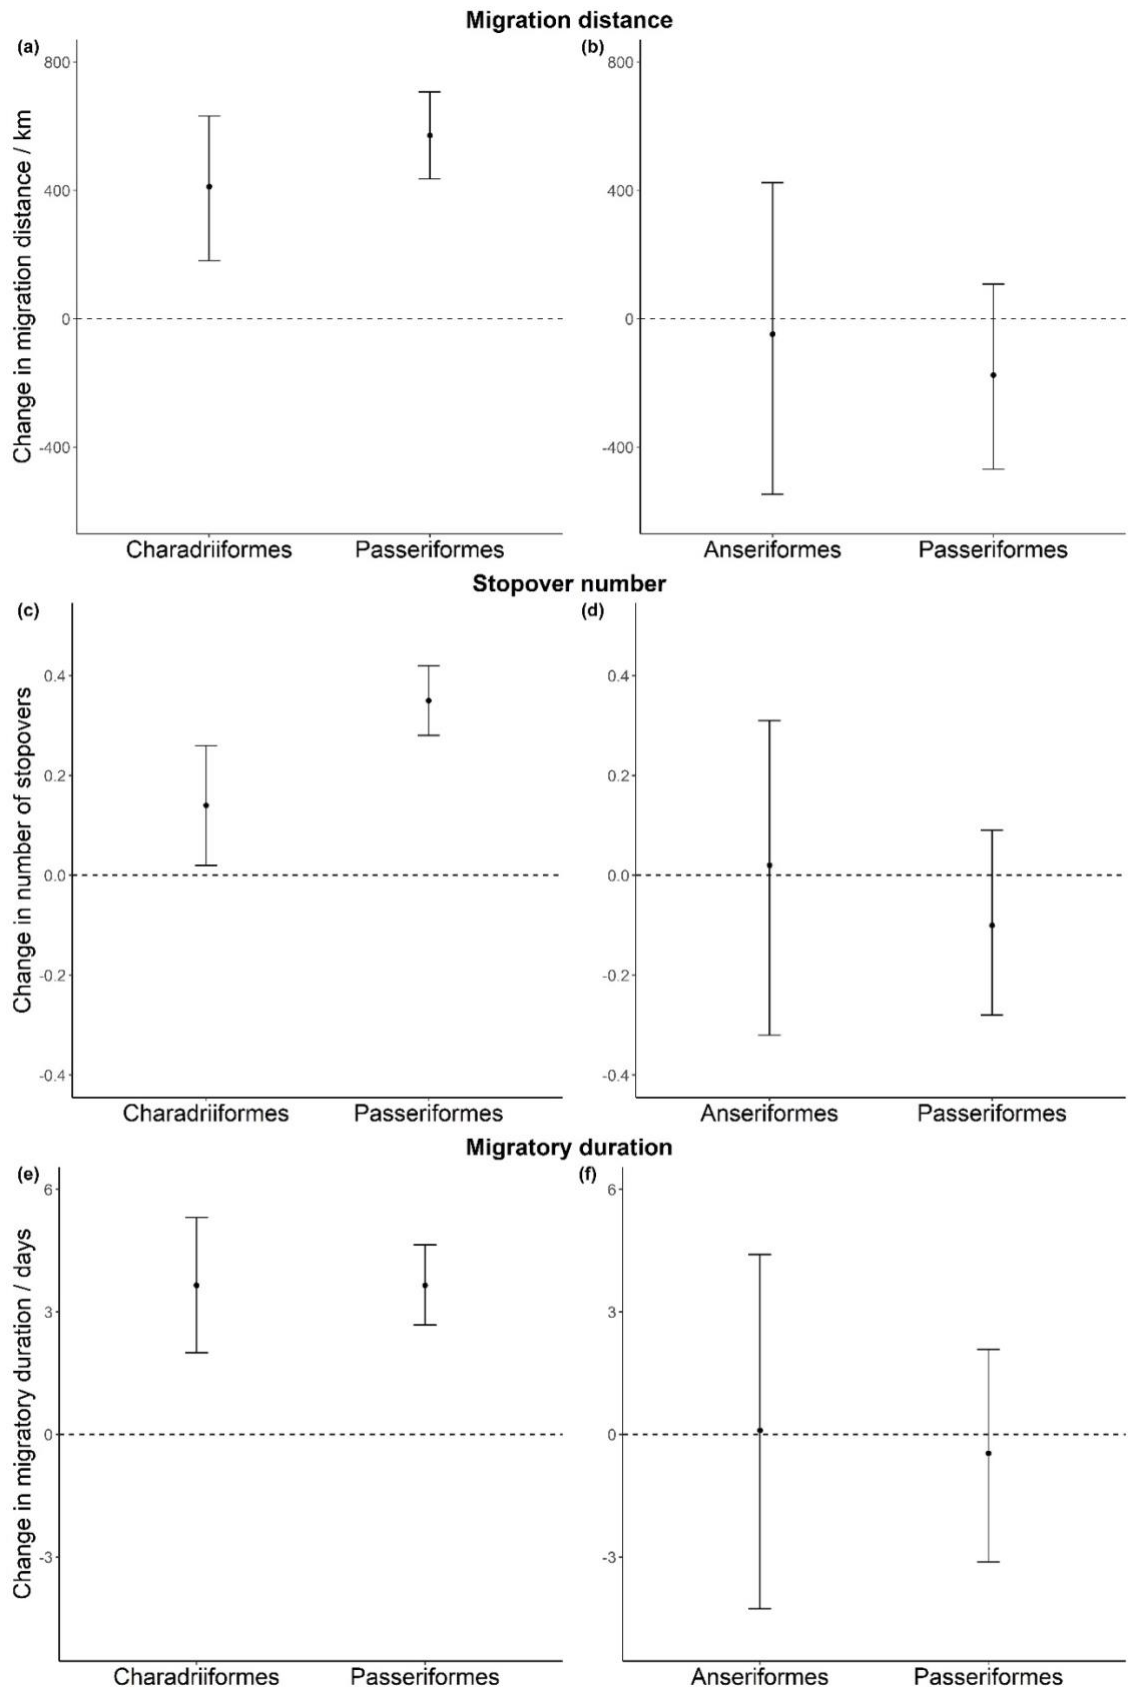 Migration distance
(a)
(b)
Change in migration distance / km
800
400
0
-400
800
400
0
-400
Charadriiformes
Passeriformes
Anseriformes
Passeriformes
Stopover number
(c)
(d)
Change in number of stopovers
0.4
0.2
0.0
-0.2
-0.4
0.4
0.2
0.0
-0.2
-0.4
Charadriiformes
Passeriformes
Anseriformes
Passeriformes
Migratory duration
(e)
(f)
Change in migratory duration / days
6
3
0
-3
6
3
0
-3
Charadriiformes
Passeriformes
Anseriformes
Passeriformes